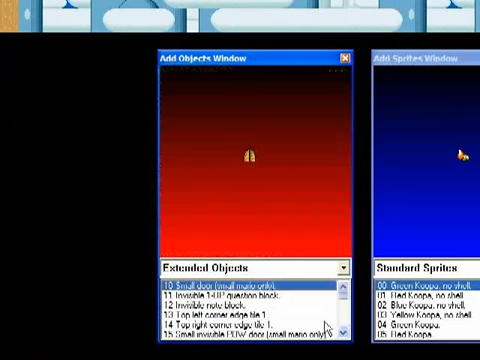 Add Objects Window
Add Sprites Window
Extended Objects
Standard Sprites
10 Small door (small mario only).
11 Invisible 1-UP question block.
12 Invisible note block.
13 Top left corner edge tile 1.
14 Top right corner edge tile 1.
15 Small invisible POW door (small mario only)
00 Green Koopa, no shell.
01 Red Koopa, no shell
02 Blue Koopa, no shell.
03 Yellow Koopa, no shell
04 Green Koopa.
05 Red Koopa.